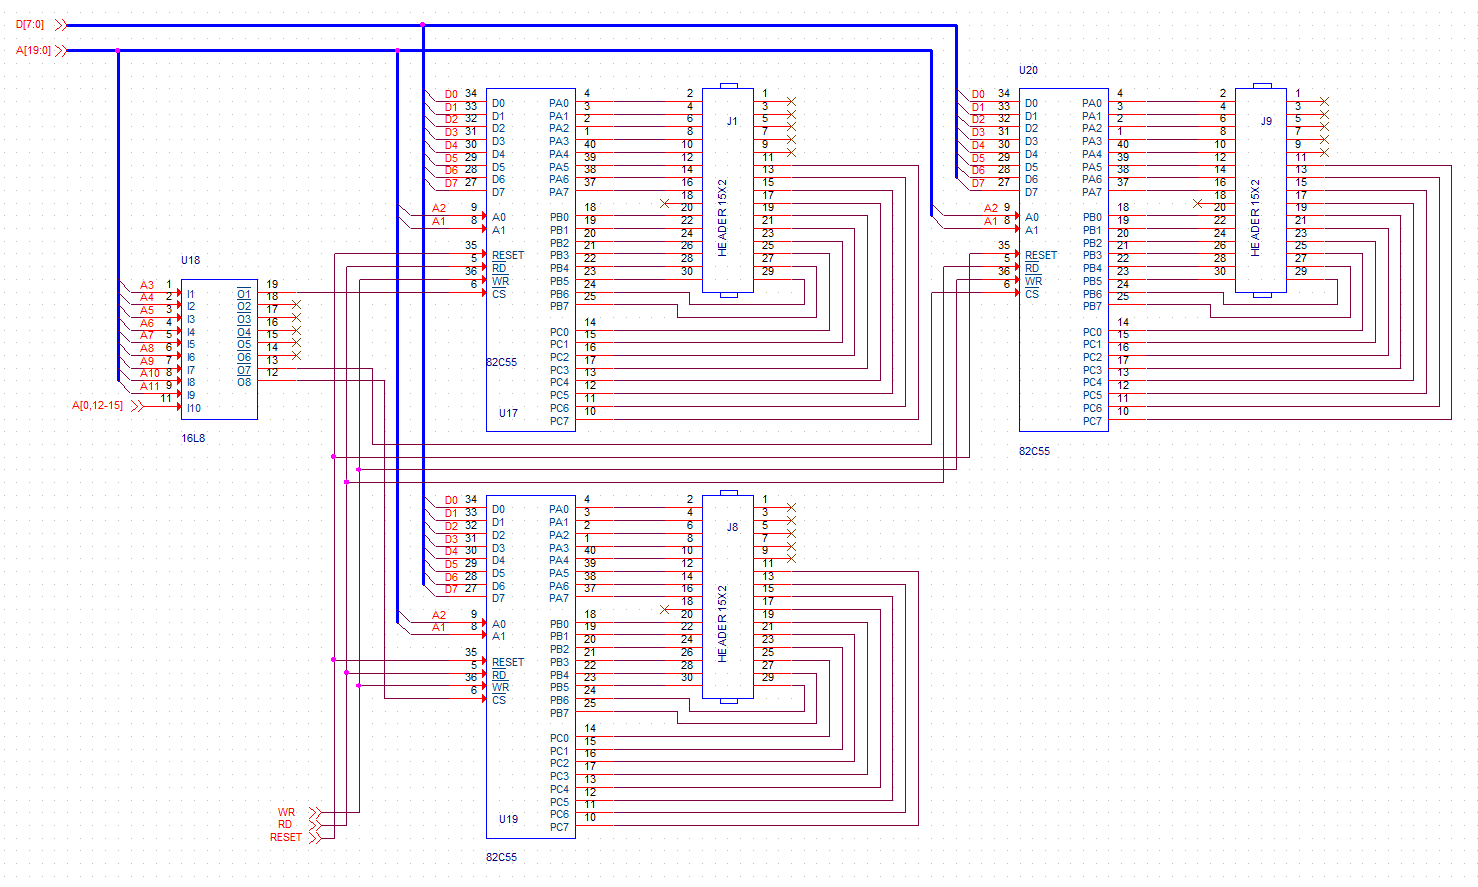 D[7:0]
A[19:0]
U20
D0 34 D0 PA0 4 2 1
D1 33 D1 PA1 3 4 3
D2 32 D2 PA2 2 6 5
D3 31 D3 PA3 1 8 7
D4 30 D4 PA4 40 10 9
D5 29 D5 PA5 39 12 11
D6 28 D6 PA6 38 14 13
D7 27 D7 PA7 37 16 15
18 17
A2 9 A0 PB0 18 20 19
A1 8 A1 PB1 19 22 21
PB2 20 24 23
35 RESET PB3 21 26 25
5 RD PB4 22 28 27
36 WR PB5 23 30 29
6 CS PB6 24
PB7 25
PC0 14
PC1 15
PC2 16
PC3 17
PC4 13
PC5 12
PC6 11
PC7 10
J1
HEADER 15X2
82C55
U17
D0 34 D0 PA0 4 2 1
D1 33 D1 PA1 3 4 3
D2 32 D2 PA2 2 6 5
D3 31 D3 PA3 1 8 7
D4 30 D4 PA4 40 10 9
D5 29 D5 PA5 39 12 11
D6 28 D6 PA6 38 14 13
D7 27 D7 PA7 37 16 15
18 17
A2 9 A0 PB0 18 20 19
A1 8 A1 PB1 19 22 21
PB2 20 24 23
35 RESET PB3 21 26 25
5 RD PB4 22 28 27
36 WR PB5 23 30 29
6 CS PB6 24
PB7 25
PC0 14
PC1 15
PC2 16
PC3 17
PC4 13
PC5 12
PC6 11
PC7 10
J9
HEADER 15X2
82C55
U18
A3 1 I1 O1 19
A4 2 I2 O2 18
A5 3 I3 O3 17
A6 4 I4 O4 16
A7 5 I5 O5 15
A8 6 I6 O6 14
A9 7 I7 O7 13
A10 8 I8 O8 12
A11 9 I9
A[0,12-15] 11 I10
16L8
D0 34 D0 PA0 4 2 1
D1 33 D1 PA1 3 4 3
D2 32 D2 PA2 2 6 5
D3 31 D3 PA3 1 8 7
D4 30 D4 PA4 40 10 9
D5 29 D5 PA5 39 12 11
D6 28 D6 PA6 38 14 13
D7 27 D7 PA7 37 16 15
18 17
A2 9 A0 PB0 18 20 19
A1 8 A1 PB1 19 22 21
PB2 20 24 23
35 RESET PB3 21 26 25
5 RD PB4 22 28 27
36 WR PB5 23 30 29
6 CS PB6 24
PB7 25
PC0 14
PC1 15
PC2 16
PC3 17
PC4 13
PC5 12
PC6 11
PC7 10
J8
HEADER 15X2
U19
82C55
WR
RD
RESET